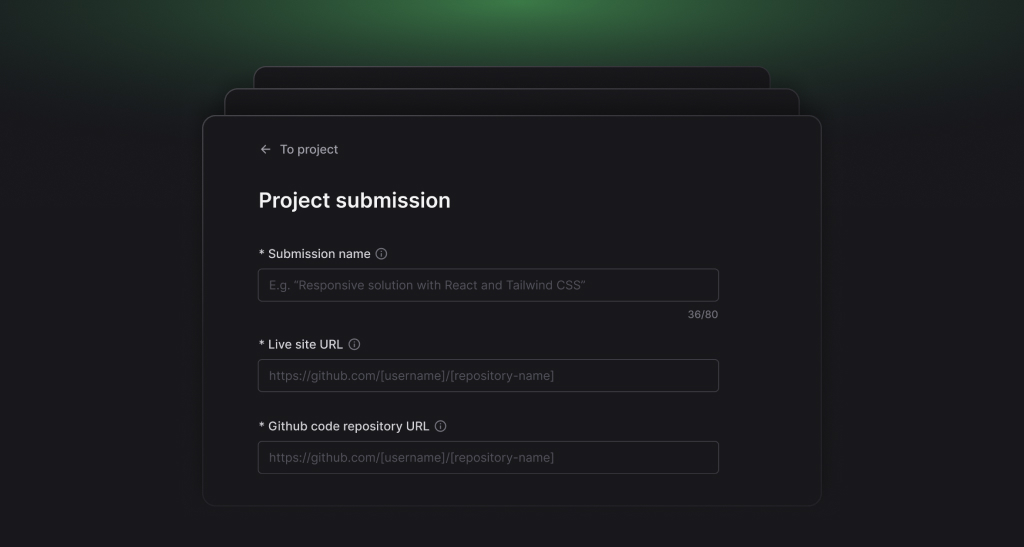 ← To project
Project submission
* Submission name
E.g. “Responsive solution with React and Tailwind CSS”
36/80
* Live site URL
https://github.com/[username]/[repository-name]
* Github code repository URL
https://github.com/[username]/[repository-name]